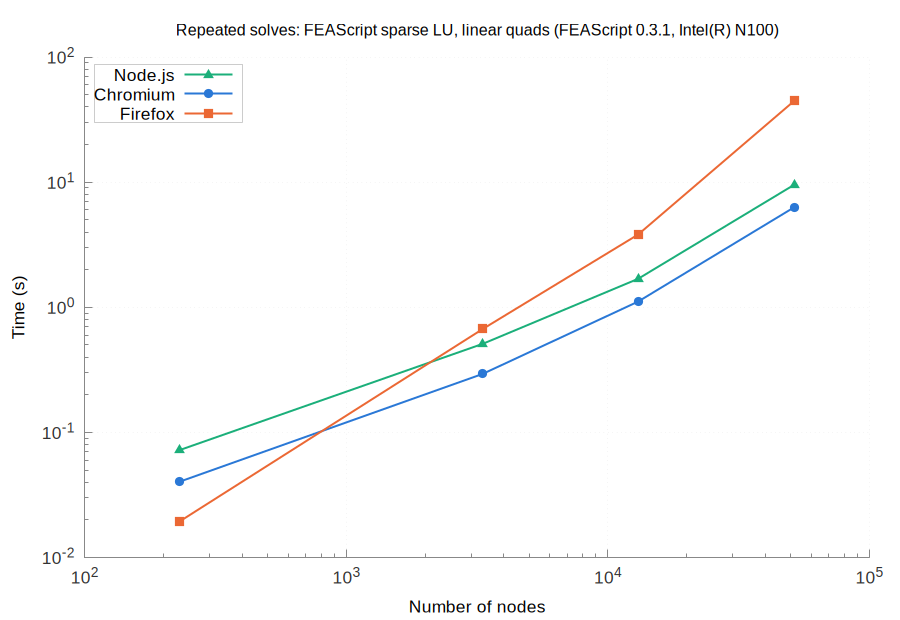 Repeated solves: FEAScript sparse LU, linear quads (FEAScript 0.3.1, Intel(R) N100)
Node.js
Chromium
Firefox
10²
10¹
10⁰
10⁻¹
10⁻²
Time (s)
10² 10³ 10⁴ 10⁵
Number of nodes